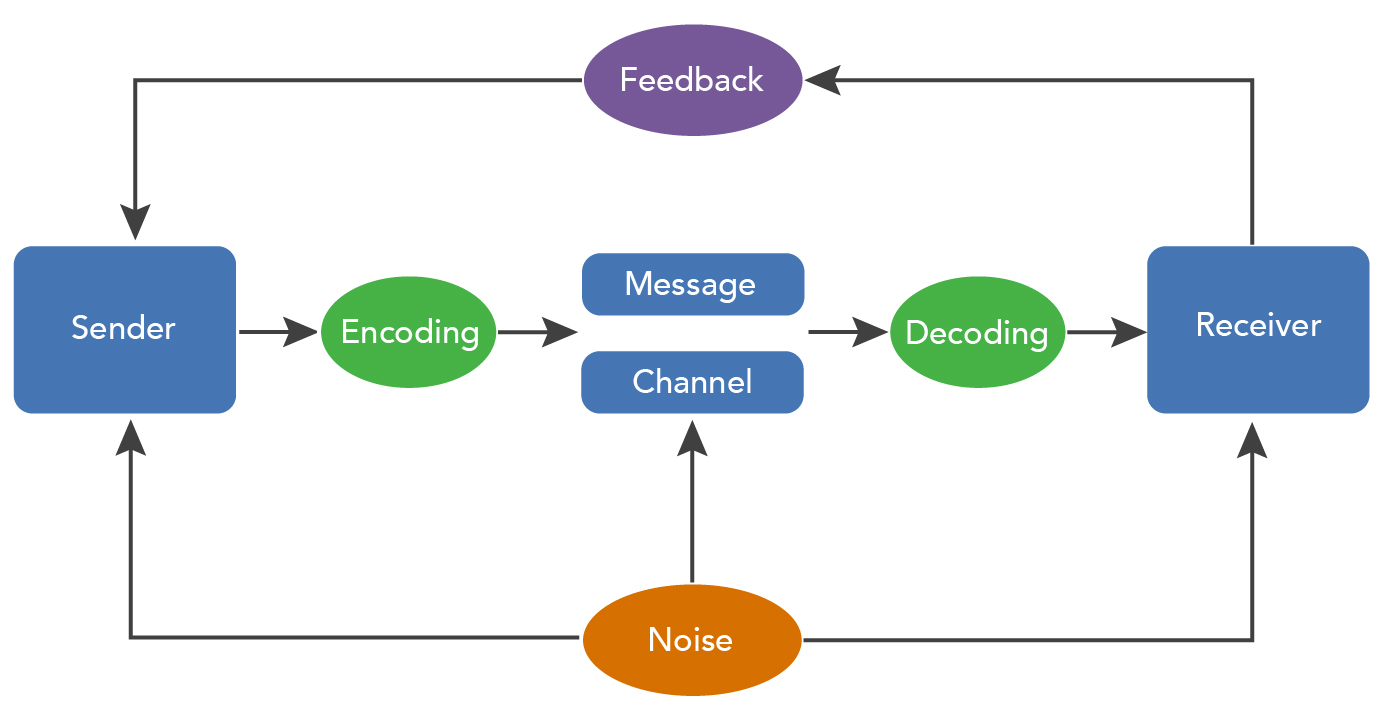 Feedback
Sender
Encoding
Message
Channel
Decoding
Receiver
Noise